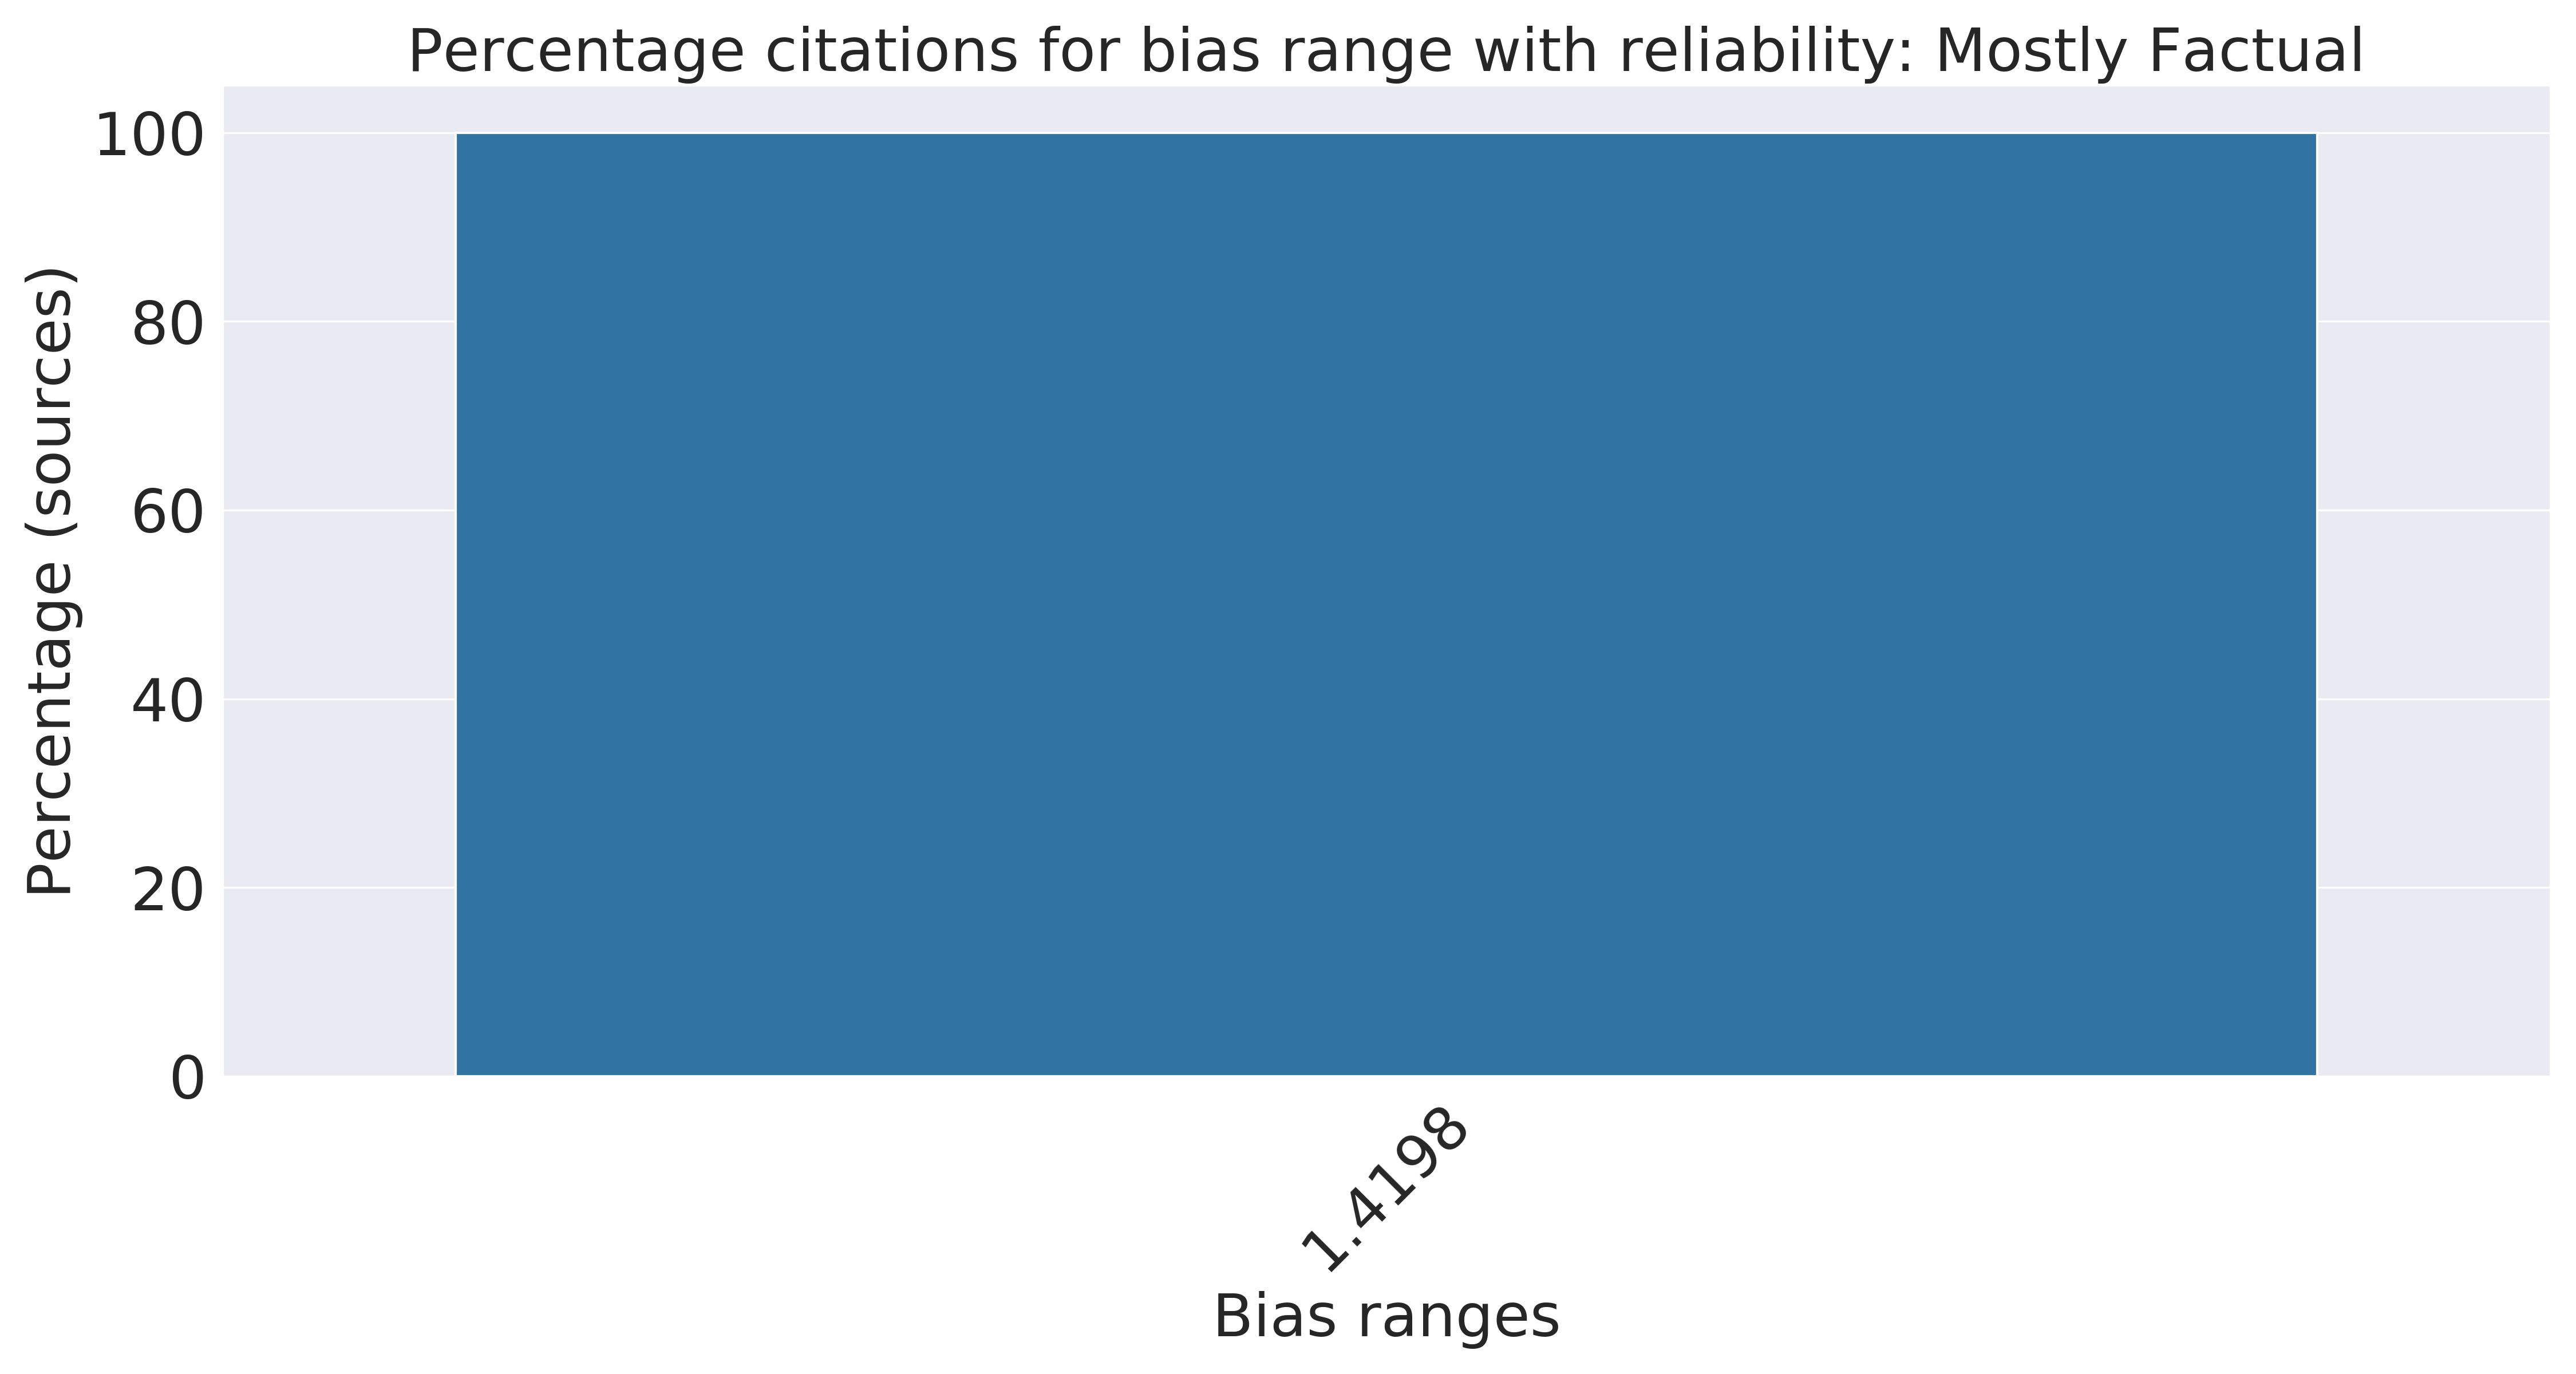 Percentage citations for bias range with reliability: Mostly Factual
Percentage (sources)
100
80
60
40
20
0
1.4198
Bias ranges